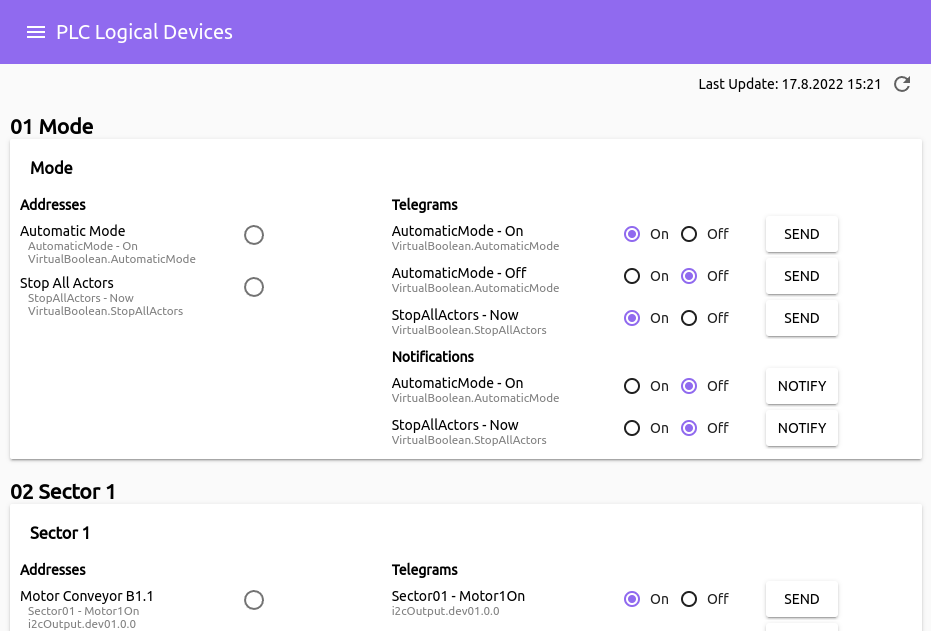 PLC Logical Devices
Last Update: 17.8.2022 15:21
01 Mode
Mode
Addresses
Automatic Mode
AutomaticMode - On
VirtualBoolean.AutomaticMode
Stop All Actors
StopAllActors - Now
VirtualBoolean.StopAllActors
Telegrams
AutomaticMode - On On Off SEND
VirtualBoolean.AutomaticMode
AutomaticMode - Off On Off SEND
VirtualBoolean.AutomaticMode
StopAllActors - Now On Off SEND
VirtualBoolean.StopAllActors
Notifications
AutomaticMode - On On Off NOTIFY
VirtualBoolean.AutomaticMode
StopAllActors - Now On Off NOTIFY
VirtualBoolean.StopAllActors
02 Sector 1
Sector 1
Addresses
Motor Conveyor B1.1
Sector01 - Motor1On
i2cOutput.dev01.0.0
Telegrams
Sector01 - Motor1On On Off SEND
i2cOutput.dev01.0.0